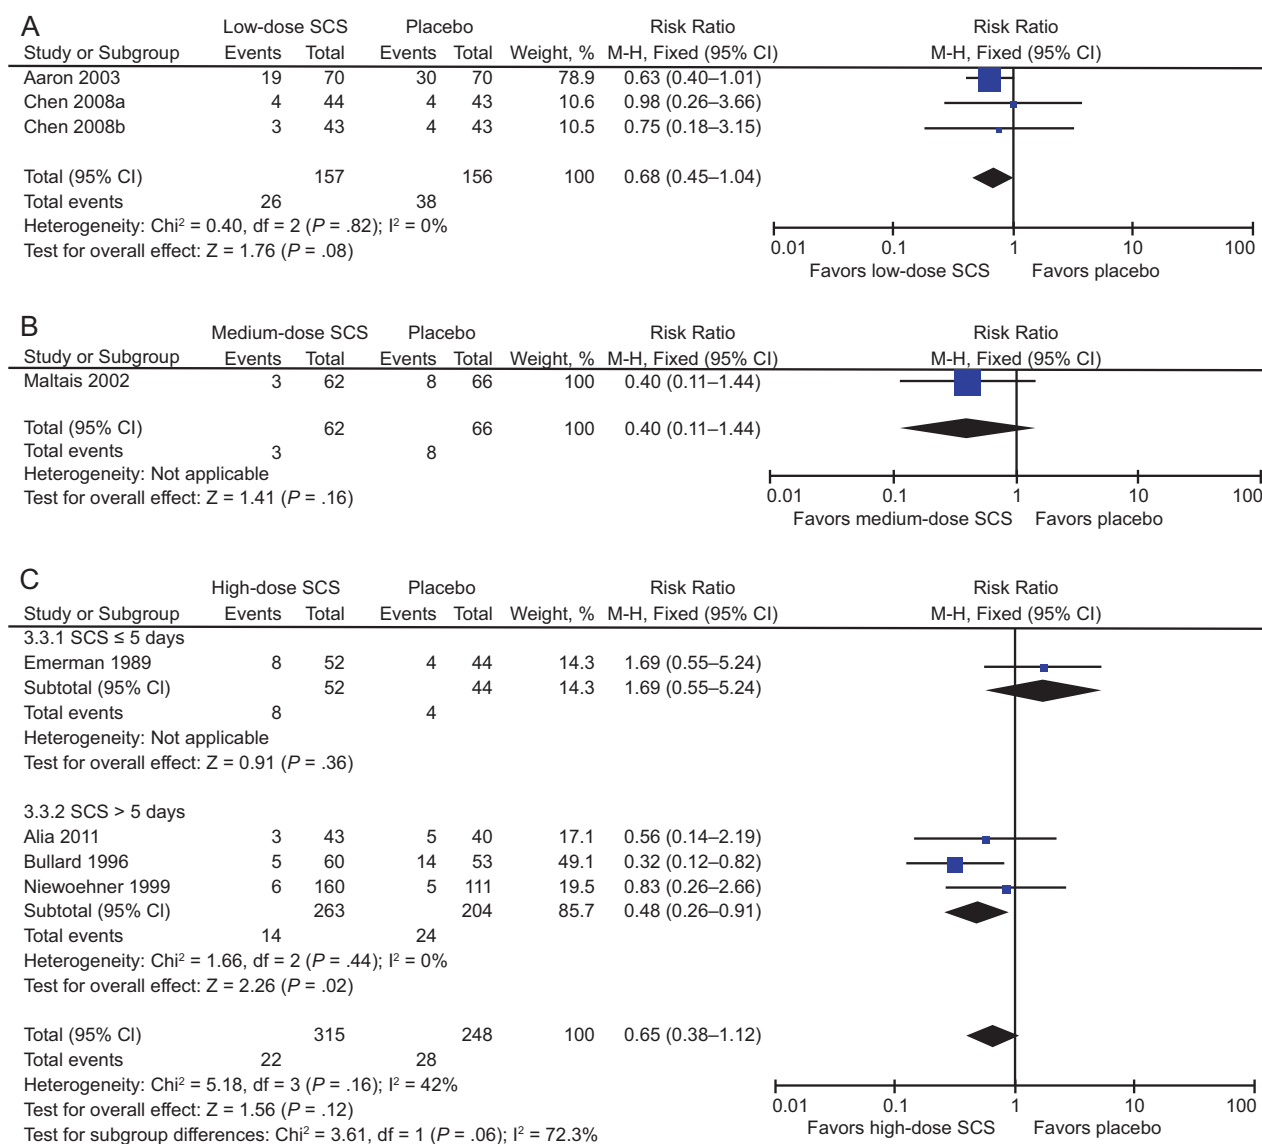 A
Low-dose SCS Placebo Risk Ratio Risk Ratio
Study or Subgroup Events Total Events Total Weight, % M-H, Fixed (95% CI) M-H, Fixed (95% CI)
Aaron 2003 19 70 30 70 78.9 0.63 (0.40–1.01)
Chen 2008a 4 44 4 43 10.6 0.98 (0.26–3.66)
Chen 2008b 3 43 4 43 10.5 0.75 (0.18–3.15)
Total (95% CI) 157 156 100 0.68 (0.45–1.04)
Total events 26 38
Heterogeneity: Chi² = 0.40, df = 2 (P = .82); I² = 0%
Test for overall effect: Z = 1.76 (P = .08)
0.01 0.1 1 10 100
Favors low-dose SCS Favors placebo
B
Medium-dose SCS Placebo Risk Ratio Risk Ratio
Study or Subgroup Events Total Events Total Weight, % M-H, Fixed (95% CI) M-H, Fixed (95% CI)
Maltais 2002 3 62 8 66 100 0.40 (0.11–1.44)
Total (95% CI) 62 66 100 0.40 (0.11–1.44)
Total events 3 8
Heterogeneity: Not applicable
Test for overall effect: Z = 1.41 (P = .16)
0.01 0.1 1 10 100
Favors medium-dose SCS Favors placebo
C
High-dose SCS Placebo Risk Ratio Risk Ratio
Study or Subgroup Events Total Events Total Weight, % M-H, Fixed (95% CI) M-H, Fixed (95% CI)
3.3.1 SCS ≤ 5 days
Emerman 1989 8 52 4 44 14.3 1.69 (0.55–5.24)
Subtotal (95% CI) 52 44 14.3 1.69 (0.55–5.24)
Total events 8 4
Heterogeneity: Not applicable
Test for overall effect: Z = 0.91 (P = .36)
3.3.2 SCS > 5 days
Alia 2011 3 43 5 40 17.1 0.56 (0.14–2.19)
Bullard 1996 5 60 14 53 49.1 0.32 (0.12–0.82)
Niewoehner 1999 6 160 5 111 19.5 0.83 (0.26–2.66)
Subtotal (95% CI) 263 204 85.7 0.48 (0.26–0.91)
Total events 14 24
Heterogeneity: Chi² = 1.66, df = 2 (P = .44); I² = 0%
Test for overall effect: Z = 2.26 (P = .02)
Total (95% CI) 315 248 100 0.65 (0.38–1.12)
Total events 22 28
Heterogeneity: Chi² = 5.18, df = 3 (P = .16); I² = 42%
Test for overall effect: Z = 1.56 (P = .12)
Test for subgroup differences: Chi² = 3.61, df = 1 (P = .06); I² = 72.3%
0.01 0.1 1 10 100
Favors high-dose SCS Favors placebo